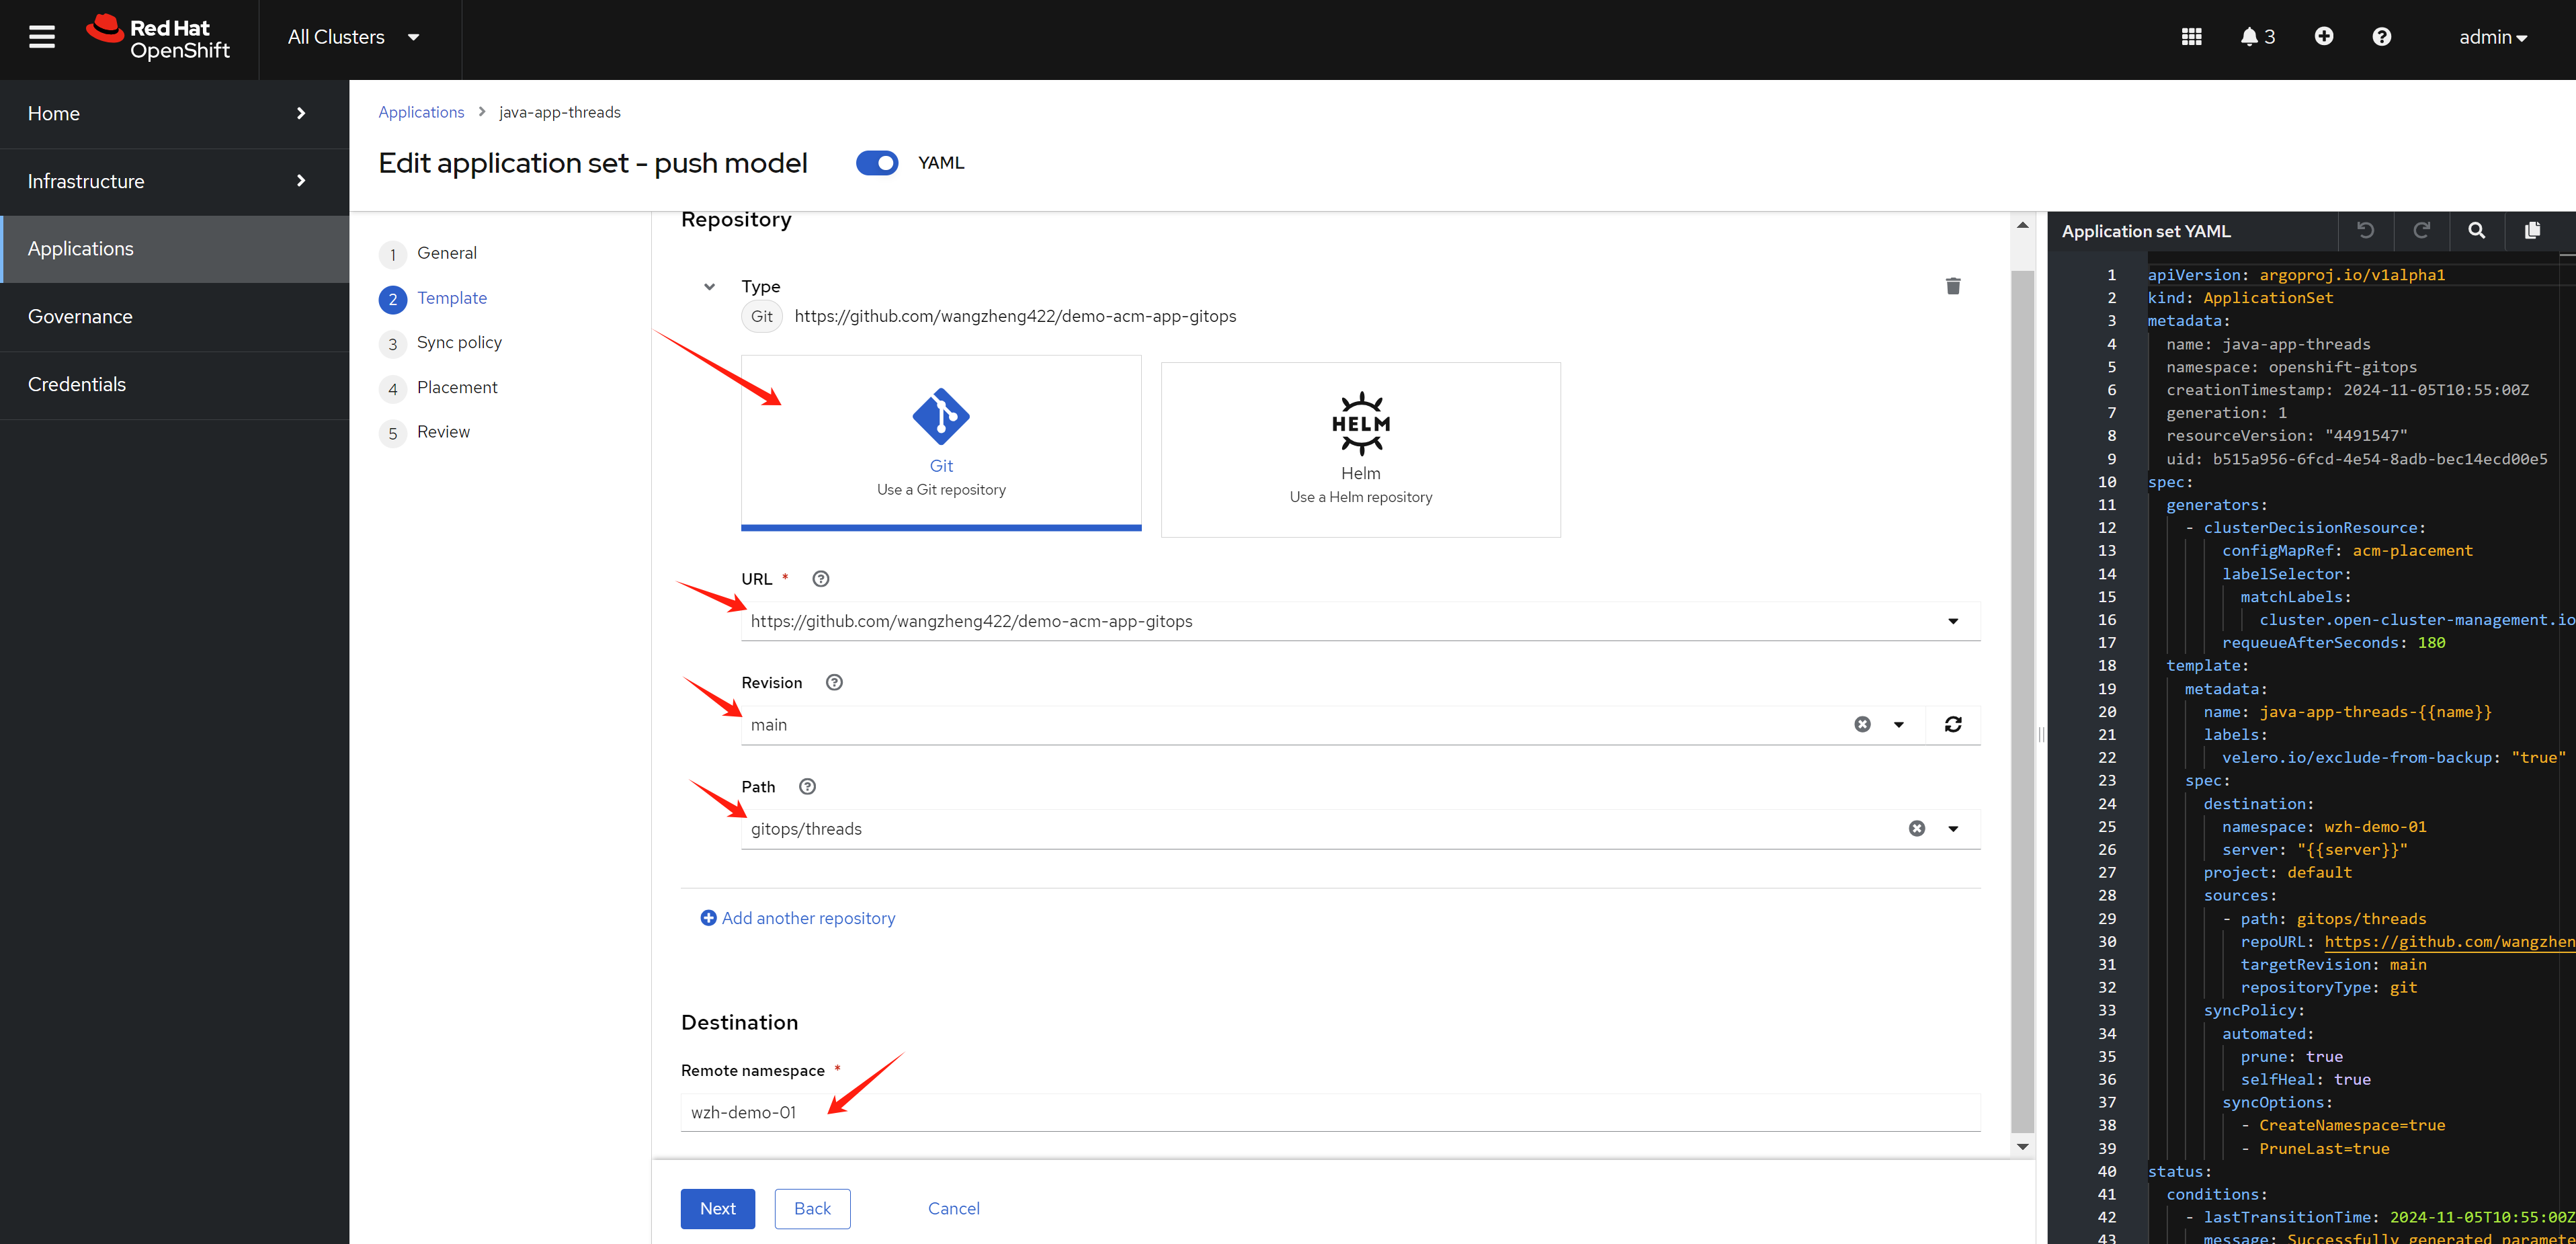 Red Hat
OpenShift
All Clusters
3
admin
Home
Infrastructure
Applications
Governance
Credentials
Applications
java-app-threads
Edit application set – push model
YAML
1 General
2 Template
3 Sync policy
4 Placement
5 Review
Repository
Type
Git https://github.com/wangzheng422/demo-acm-app-gitops
Git
Use a Git repository
HELM
Helm
Use a Helm repository
URL *
https://github.com/wangzheng422/demo-acm-app-gitops
Revision
main
Path
gitops/threads
Add another repository
Destination
Remote namespace *
wzh-demo-01
Next
Back
Cancel
Application set YAML
1 apiVersion: argoproj.io/v1alpha1
2 kind: ApplicationSet
3 metadata:
4 name: java-app-threads
5 namespace: openshift-gitops
6 creationTimestamp: 2024-11-05T10:55:00Z
7 generation: 1
8 resourceVersion: "4491547"
9 uid: b515a956-6fcd-4e54-8adb-bec14ecd00e5
10 spec:
11 generators:
12 - clusterDecisionResource:
13 configMapRef: acm-placement
14 labelSelector:
15 matchLabels:
16 cluster.open-cluster-management.io
17 requeueAfterSeconds: 180
18 template:
19 metadata:
20 name: java-app-threads-{{name}}
21 labels:
22 velero.io/exclude-from-backup: "true"
23 spec:
24 destination:
25 namespace: wzh-demo-01
26 server: "{{server}}"
27 project: default
28 sources:
29 - path: gitops/threads
30 repoURL: https://github.com/wangzhen
31 targetRevision: main
32 repositoryType: git
33 syncPolicy:
34 automated:
35 prune: true
36 selfHeal: true
37 syncOptions:
38 - CreateNamespace=true
39 - PruneLast=true
40 status:
41 conditions:
42 - lastTransitionTime: 2024-11-05T10:55:00Z
43 message: Successfully generated paramete